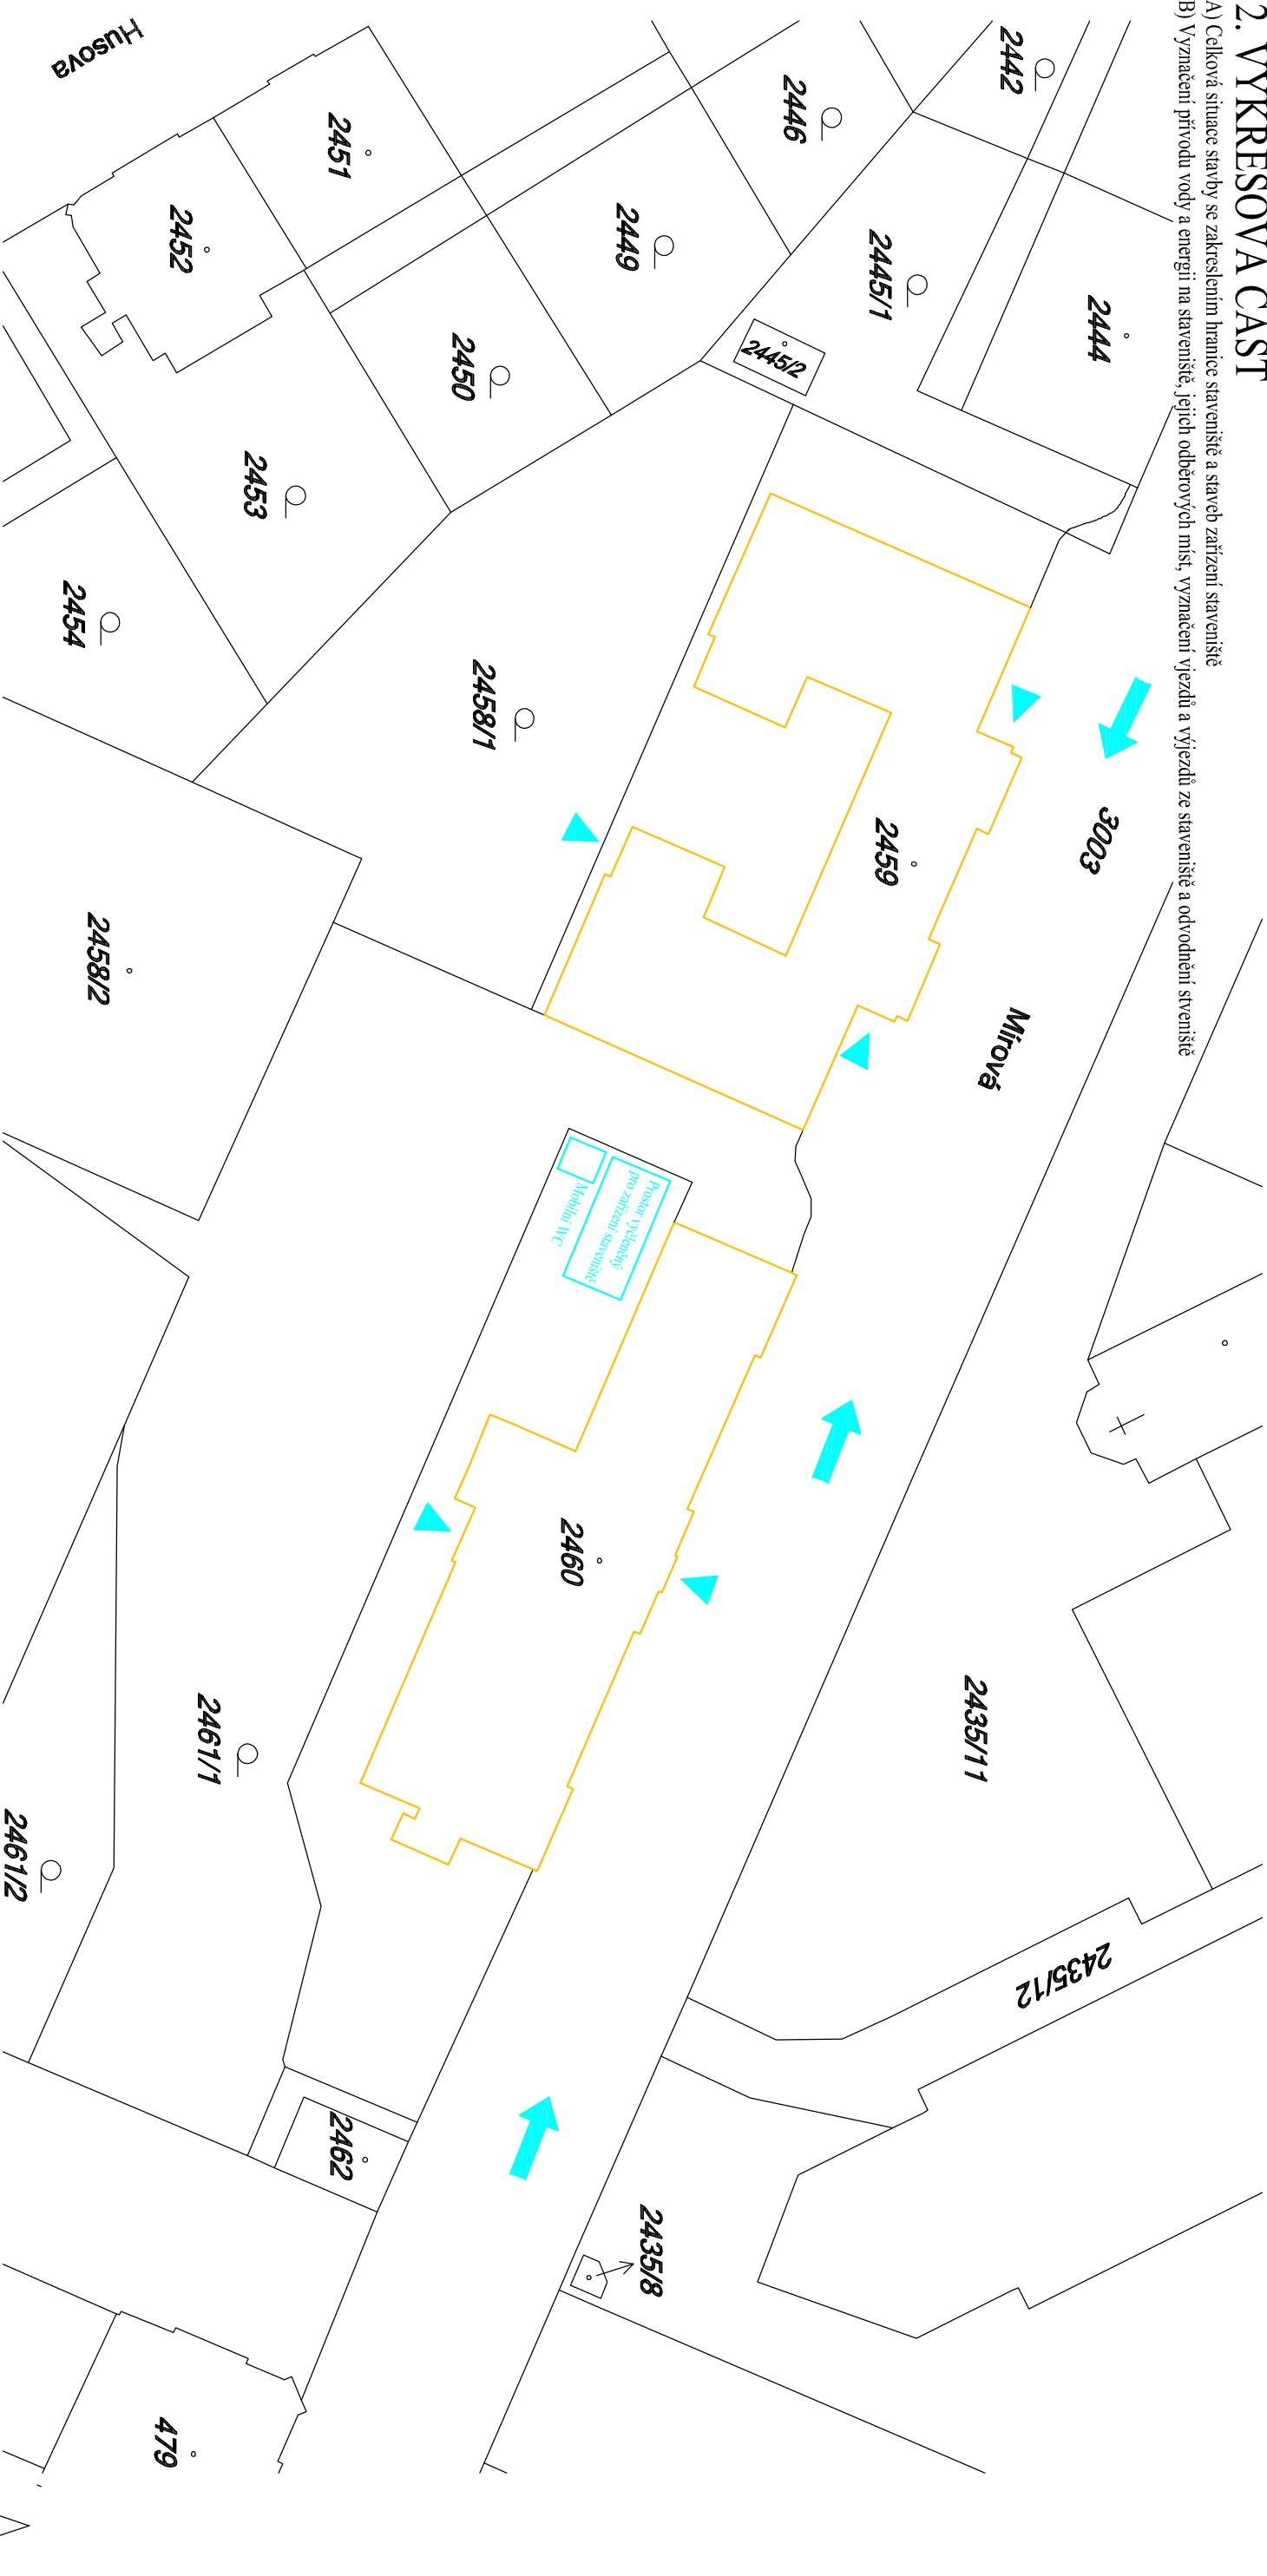 2. VÝKRESOVÁ ČÁST
A) Celková situace stavby se zakreslením hranice staveniště a staveb zařízení staveniště
B) Vyznačení přívodu vody a energii na staveniště, jejich odběrových míst, vyznačení vjezdů a výjezdů ze staveniště a odvodnění stveniště
2442
2444
2446
2445/1
2445/2
2449
2450
2451
2452
Husova
2453
2454
2458/1
2458/2
2459
3003
Mírová
Prostor vyčleněný
pro zařízení staveniště
Mobilní WC
2460
2435/11
2461/1
2461/2
2435/12
2462
2435/8
479